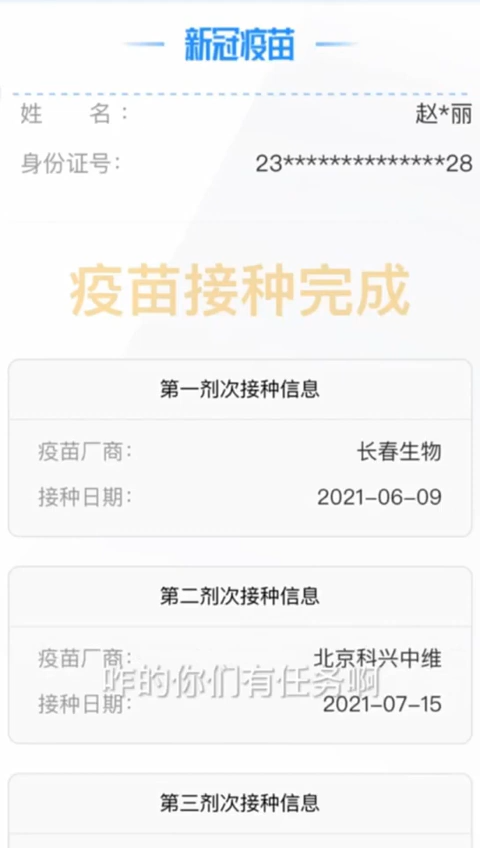 新冠疫苗
姓 名：
赵*丽
身份证号：
23**************28
疫苗接种完成
第一剂次接种信息
疫苗厂商：
长春生物
接种日期：
2021-06-09
第二剂次接种信息
疫苗厂商：
北京科兴中维
咋的你们有任务啊
接种日期：
2021-07-15
第三剂次接种信息